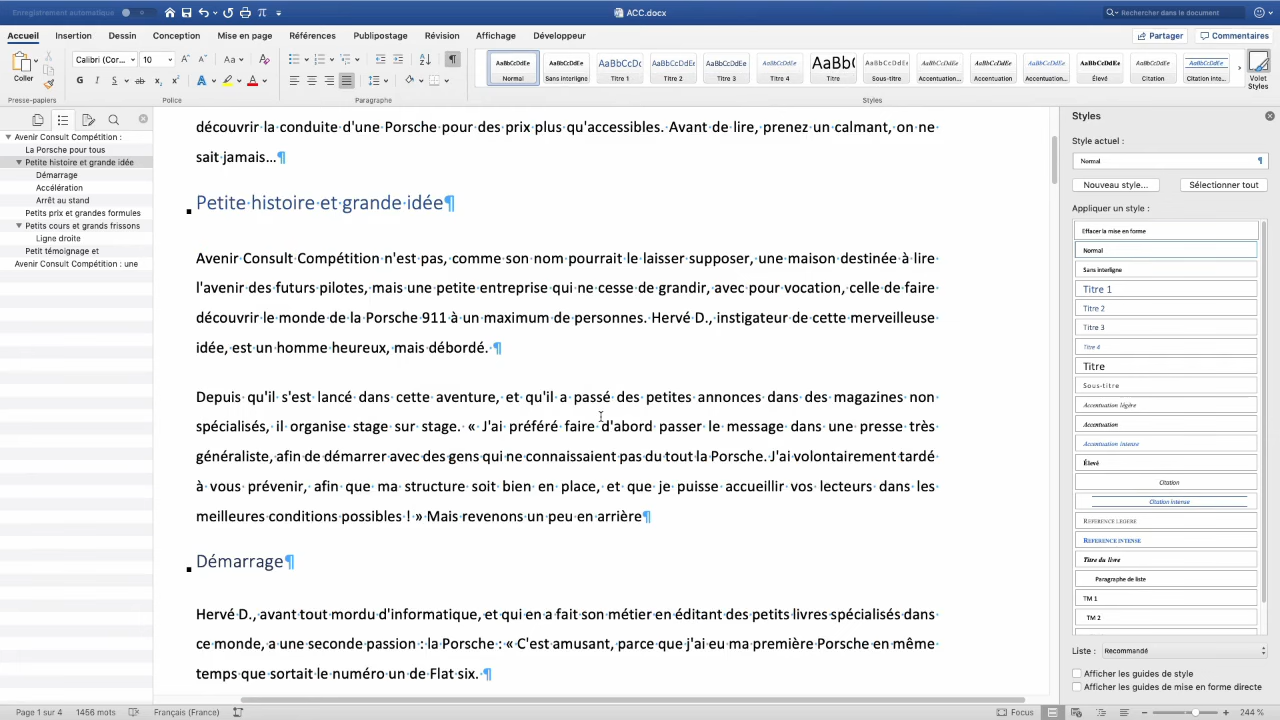 Enregistrement automatique
ACC.docx
Rechercher dans le document
Accueil Insertion Dessin Conception Mise en page Références Publipostage Révision Affichage Développeur
Partager Commentaires
Coller
Calibri (Cor... 10
Presse-papiers Police Paragraphe Styles
AaBbCcDdEe AaBbCcDdEe AaBbCcDc AaBbCcDdE AaBbCcDdE AaBbCcDdEe AaBb( AaBbCcDdEe AaBbCcDdEe AaBbCcDdEe AaBbCcDdEe AaBbCcDdEe AaBbCcDdEe AaBbCcDdEe
Normal Sans interligne Titre 1 Titre 2 Titre 3 Titre 4 Titre Sous-titre Accentuation... Accentuation Accentuation... Élevé Citation Citation inte...
Volet
Styles
Avenir Consult Compétition :
La Porsche pour tous
Petite histoire et grande idée
Démarrage
Accélération
Arrêt au stand
Petits prix et grandes formules
Petits cours et grands frissons
Ligne droite
Petit témoignage et
Avenir Consult Compétition : une
découvrir la conduite d'une Porsche pour des prix plus qu'accessibles. Avant de lire, prenez un calmant, on ne
sait jamais...¶
Petite histoire et grande idée¶
Avenir Consult Compétition n'est pas, comme son nom pourrait le laisser supposer, une maison destinée à lire
l'avenir des futurs pilotes, mais une petite entreprise qui ne cesse de grandir, avec pour vocation, celle de faire
découvrir le monde de la Porsche 911 à un maximum de personnes. Hervé D., instigateur de cette merveilleuse
idée, est un homme heureux, mais débordé. ¶
Depuis qu'il s'est lancé dans cette aventure, et qu'il a passé des petites annonces dans des magazines non
spécialisés, il organise stage sur stage. « J'ai préféré faire d'abord passer le message dans une presse très
généraliste, afin de démarrer avec des gens qui ne connaissaient pas du tout la Porsche. J'ai volontairement tardé
à vous prévenir, afin que ma structure soit bien en place, et que je puisse accueillir vos lecteurs dans les
meilleures conditions possibles ! » Mais revenons un peu en arrière¶
Démarrage¶
Hervé D., avant tout mordu d'informatique, et qui en a fait son métier en éditant des petits livres spécialisés dans
ce monde, a une seconde passion : la Porsche : « C'est amusant, parce que j'ai eu ma première Porsche en même
temps que sortait le numéro un de Flat six. ¶
Styles
Style actuel :
Normal ¶
Nouveau style... Sélectionner tout
Appliquer un style :
Effacer la mise en forme
Normal
Sans interligne
Titre 1
Titre 2
Titre 3
Titre 4
Titre
Sous-titre
Accentuation légère
Accentuation
Accentuation intense
Élevé
Citation
Citation intense
REFERENCE LEGERE
REFERENCE INTENSE
Titre du livre
Paragraphe de liste
TM 1
TM 2
Liste : Recommandé
Afficher les guides de style
Afficher les guides de mise en forme directe
Page 1 sur 4 1456 mots Français (France) Focus 244 %